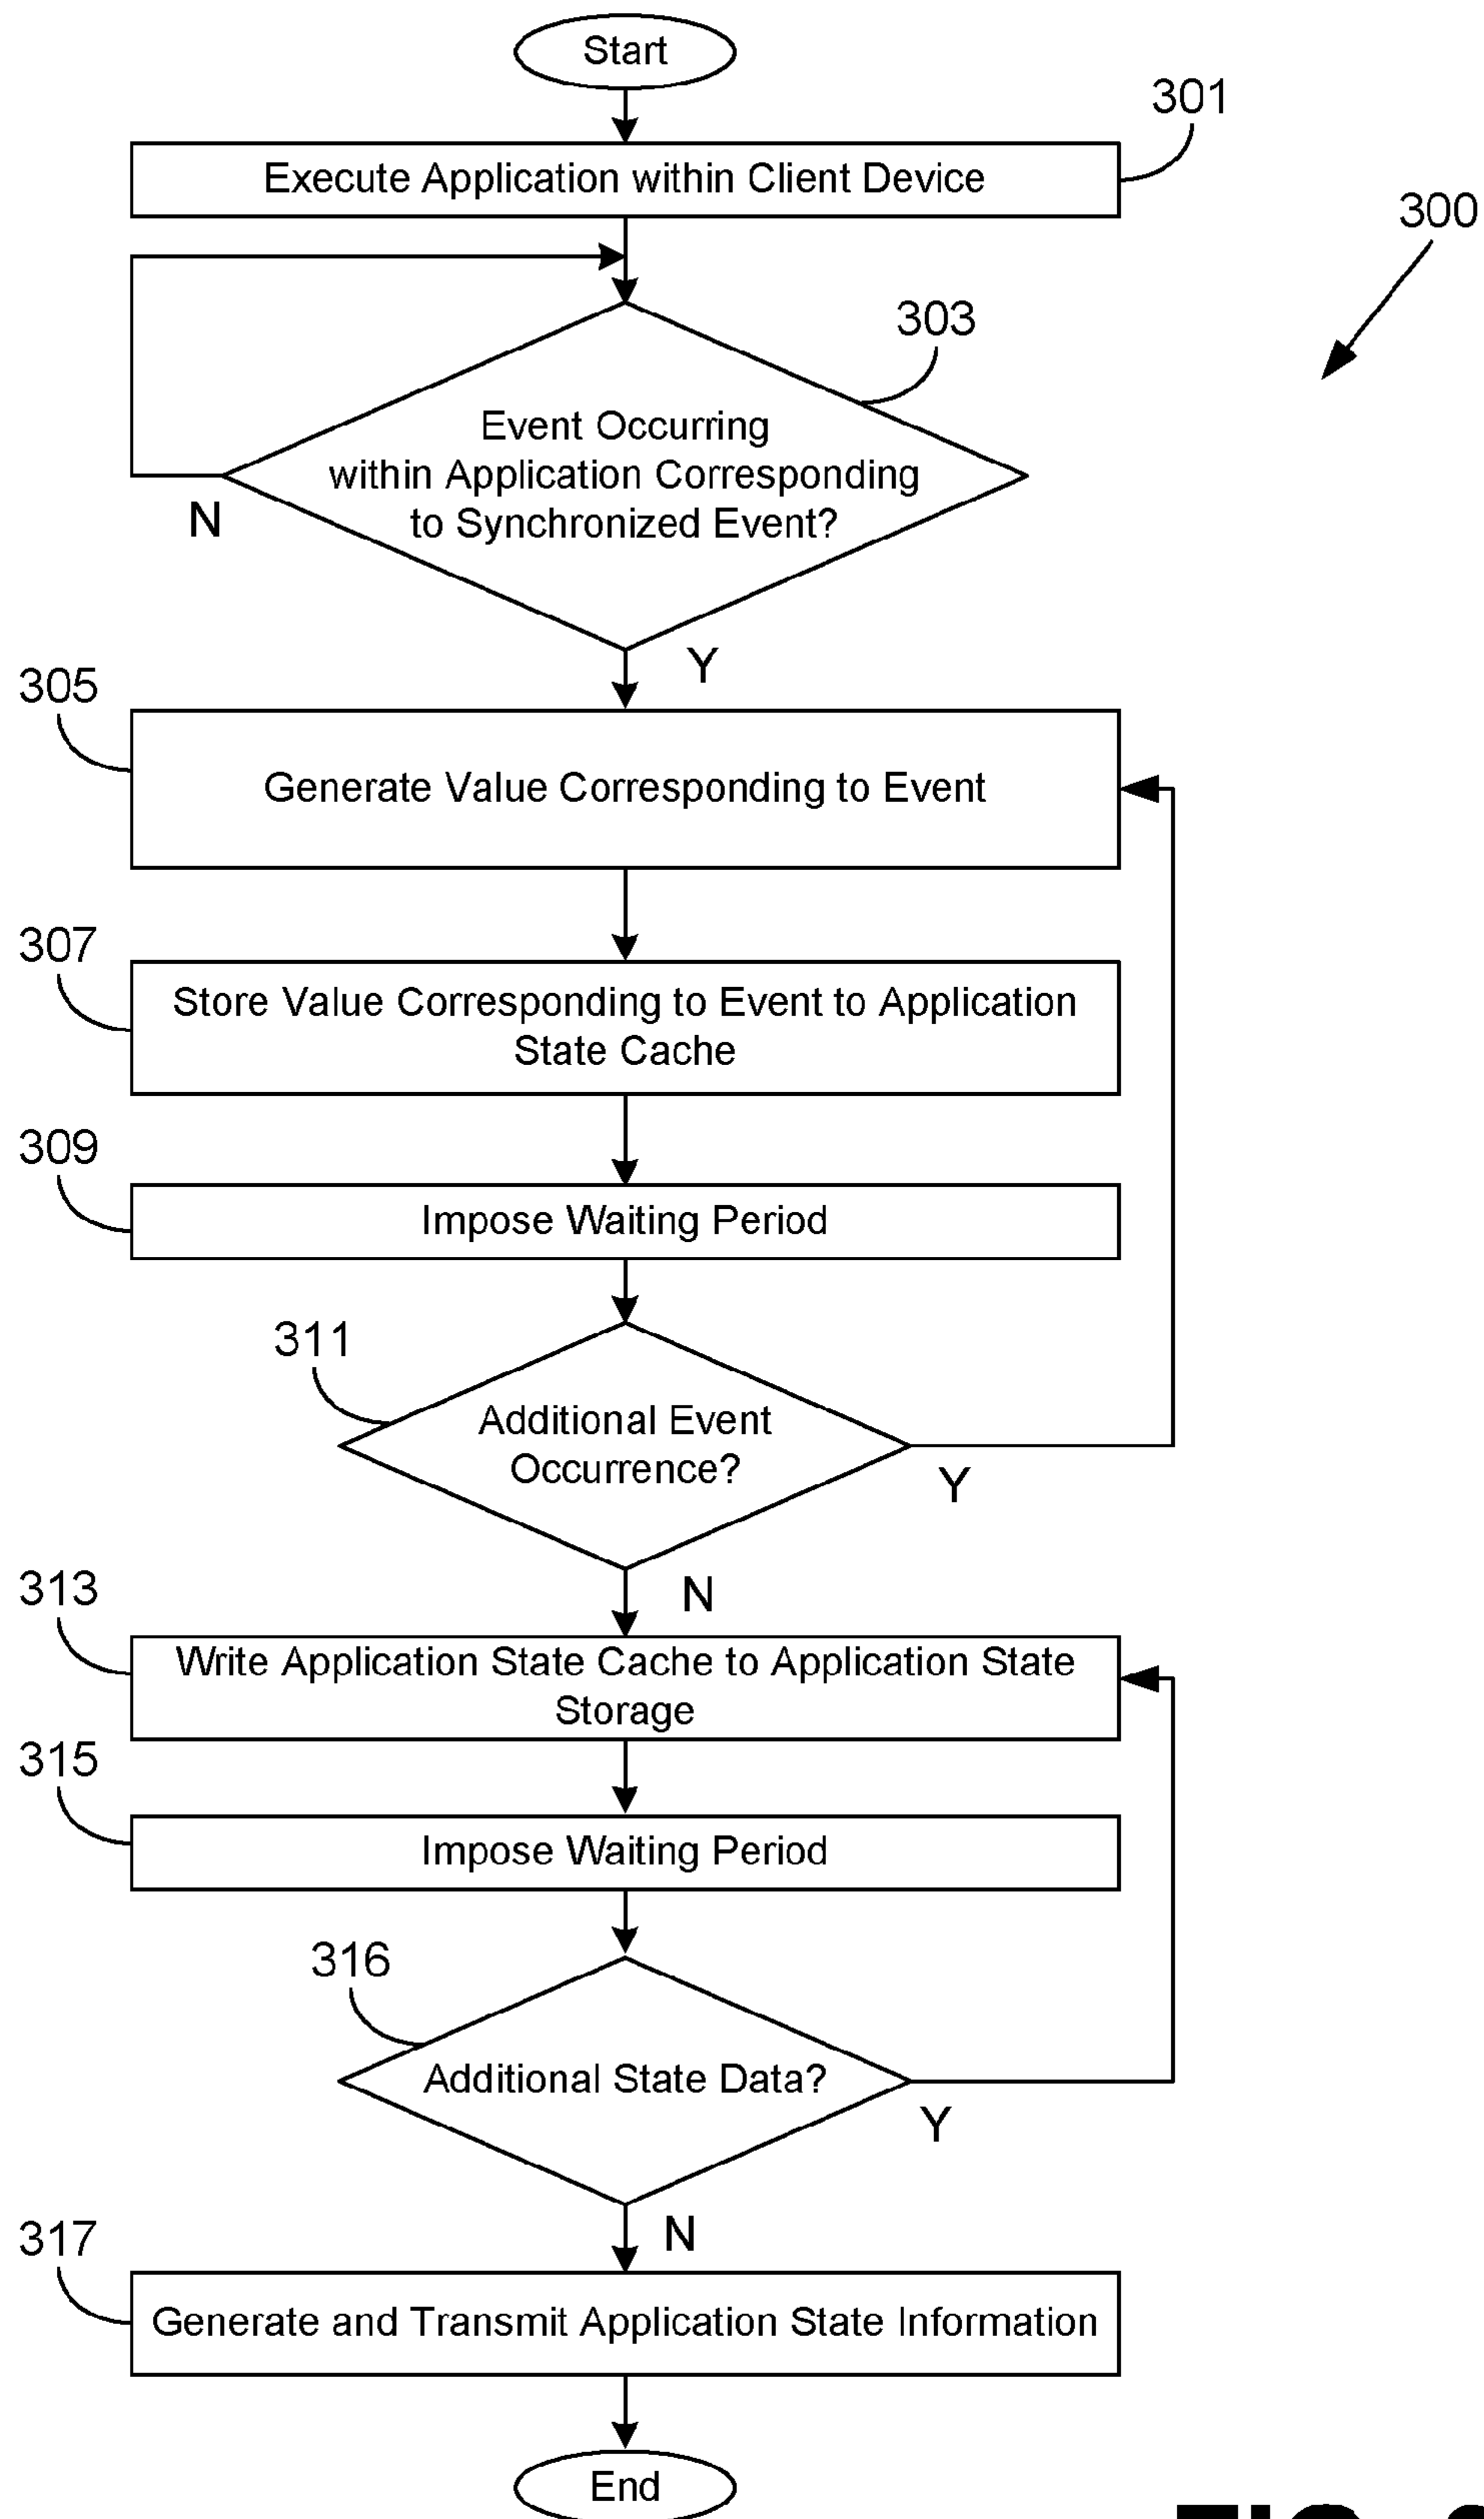 Start
301
Execute Application within Client Device
300
303
Event Occurring
within Application Corresponding
to Synchronized Event?
N
Y
305
Generate Value Corresponding to Event
307
Store Value Corresponding to Event to Application
State Cache
309
Impose Waiting Period
311
Additional Event
Occurrence?
Y
N
313
Write Application State Cache to Application State
Storage
315
Impose Waiting Period
316
Additional State Data?
Y
N
317
Generate and Transmit Application State Information
End